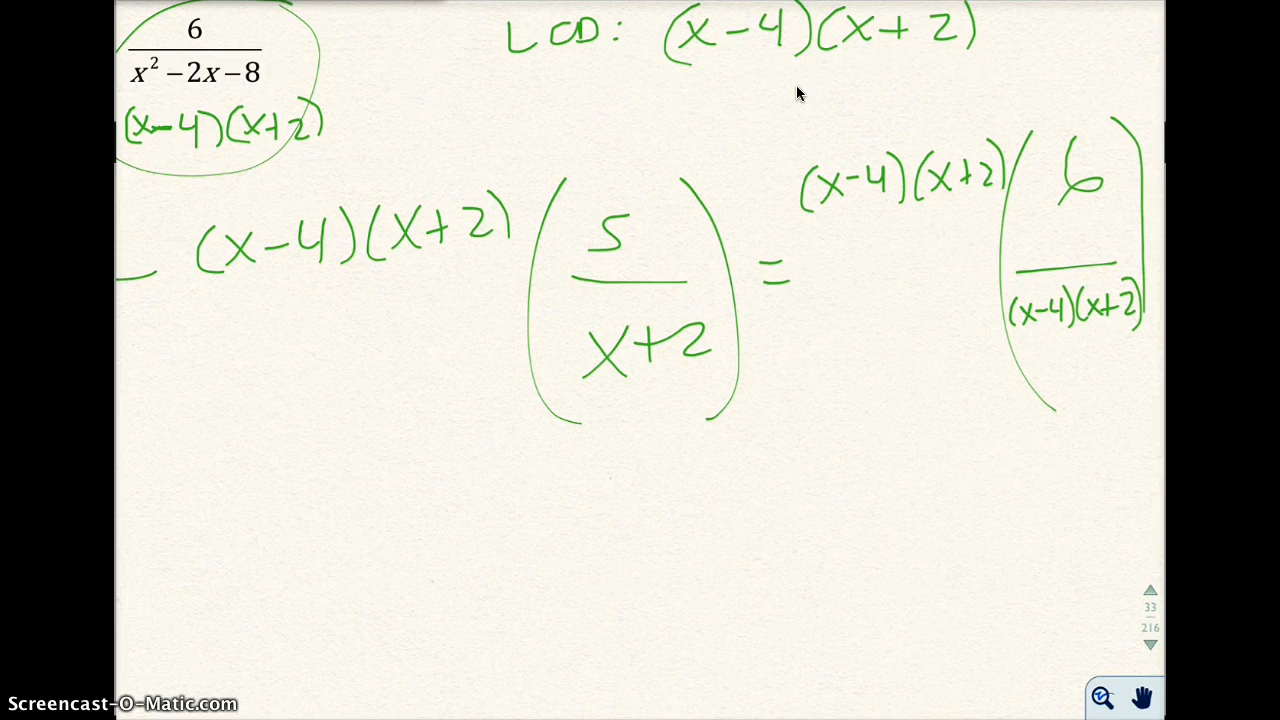 6
x² − 2x − 8
(x−4)(x+2)
LCD: (x−4)(x+2)
− (x−4)(x+2) ( 5 / x+2 ) = (x−4)(x+2) ( 6 / (x−4)(x+2) )
33
216
Screencast-O-Matic.com